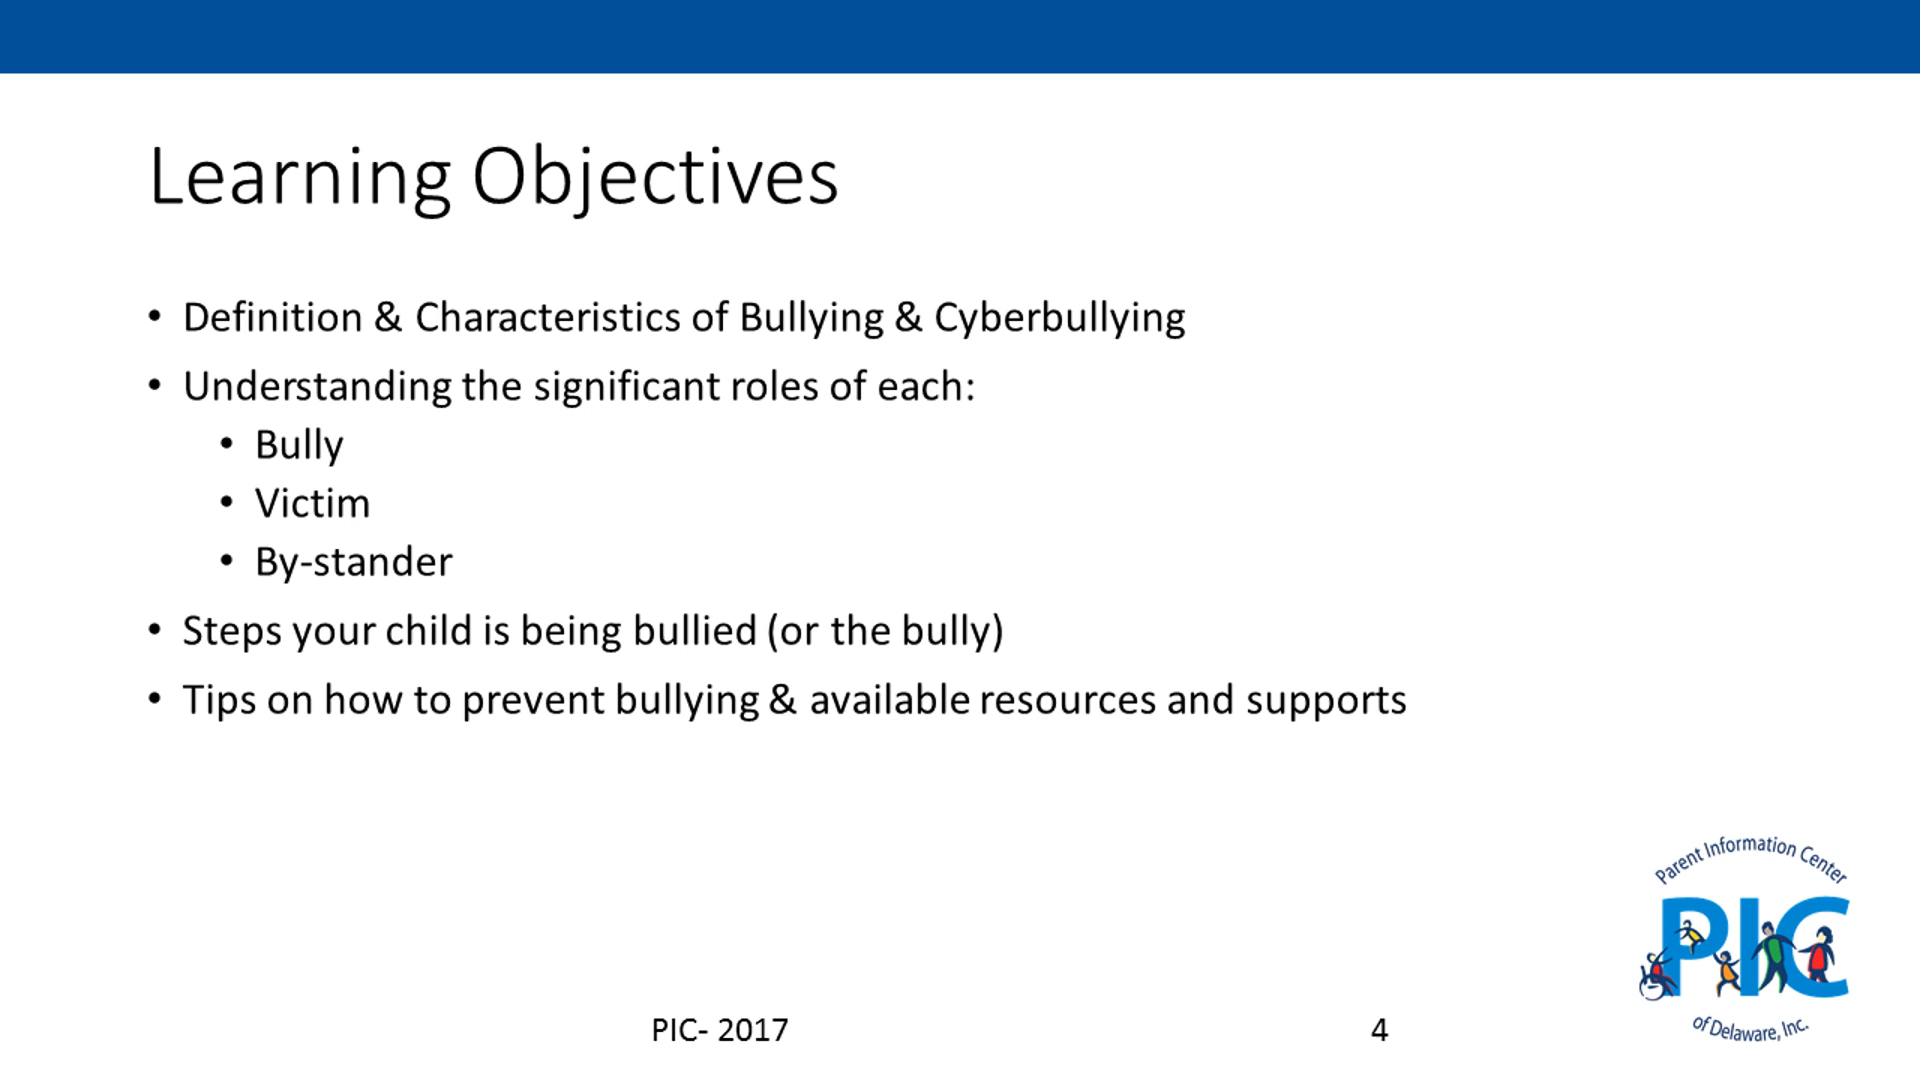 Learning Objectives
• Definition & Characteristics of Bullying & Cyberbullying
• Understanding the significant roles of each:
• Bully
• Victim
• By-stander
• Steps your child is being bullied (or the bully)
• Tips on how to prevent bullying & available resources and supports
Parent Information Center
PIC
of Delaware, Inc.
PIC- 2017
4